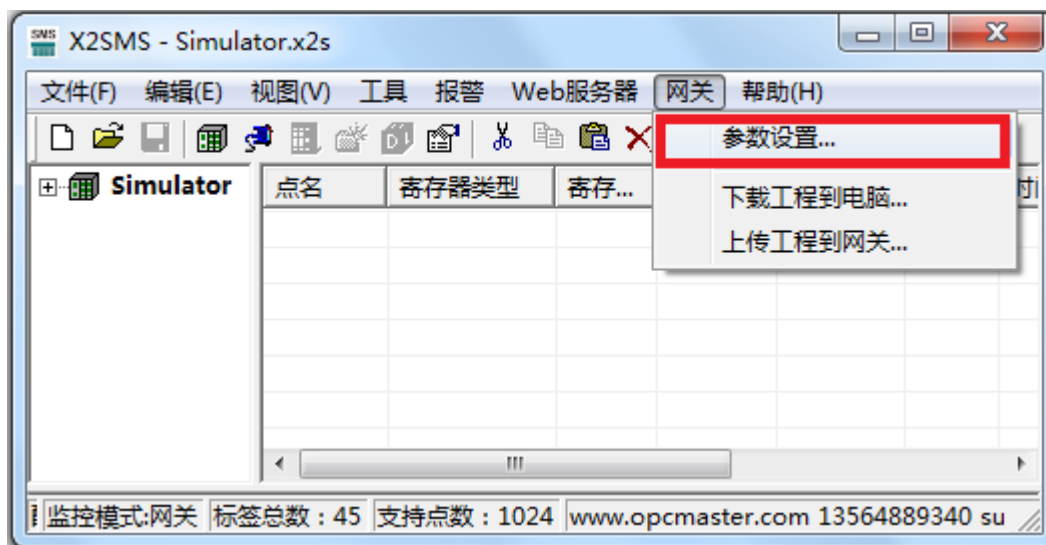 SMS X2SMS - Simulator.x2s
文件(F) 编辑(E) 视图(V) 工具 报警 Web服务器 网关 帮助(H)
参数设置...
Simulator 点名 寄存器类型 寄存...
下载工程到电脑...
上传工程到网关...
监控模式:网关 标签总数：45 支持点数：1024 www.opcmaster.com 13564889340 su